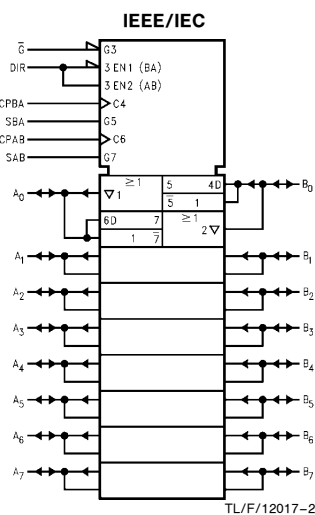 IEEE/IEC
G̅ G3
DIR 3 EN1 (BA)
3 EN2 (AB)
CPBA C4
SBA G5
CPAB C6
SAB G7
A₀ ▽1 ≥1 5 4D B₀
5̅ 1
6D 7 ≥1
1 7̅ 2▽
A₁ B₁
A₂ B₂
A₃ B₃
A₄ B₄
A₅ B₅
A₆ B₆
A₇ B₇
TL/F/12017–2